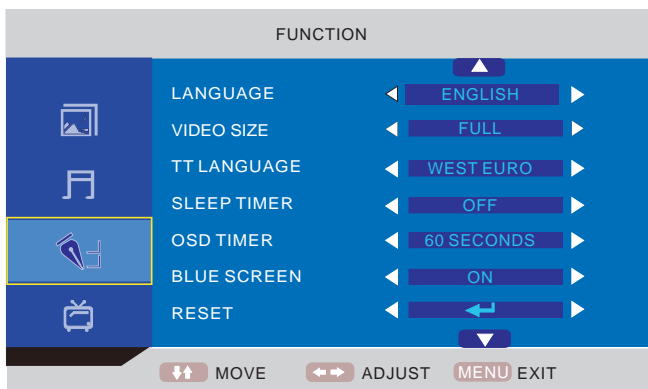 FUNCTION
LANGUAGE ENGLISH
VIDEO SIZE FULL
TT LANGUAGE WEST EURO
SLEEP TIMER OFF
OSD TIMER 60 SECONDS
BLUE SCREEN ON
RESET
MOVE ADJUST MENU EXIT